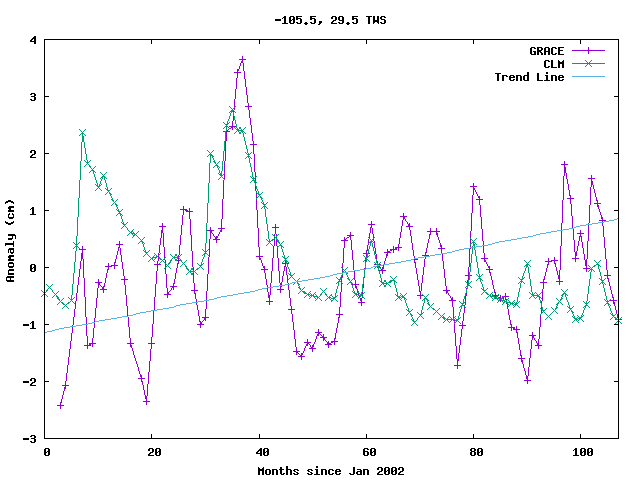 -105.5, 29.5 TWS
GRACE
CLM
Trend Line
4
3
2
1
0
-1
-2
-3
Anomaly (cm)
0 20 40 60 80 100
Months since Jan 2002